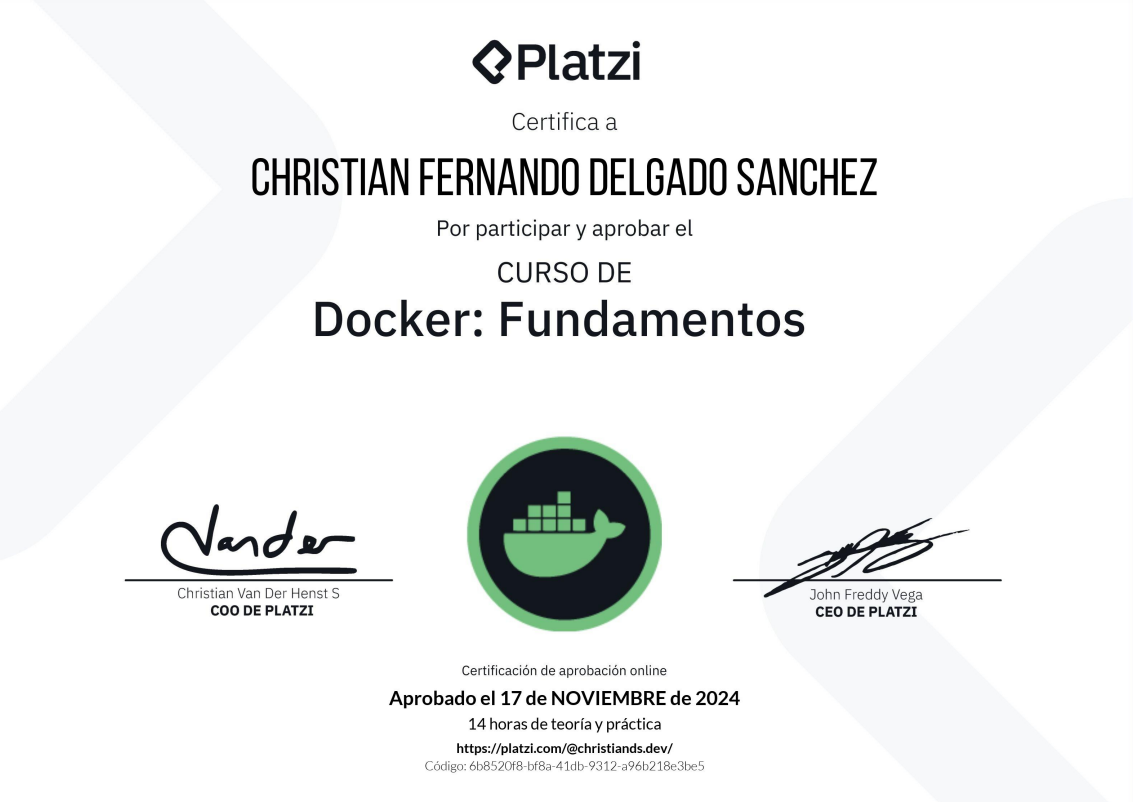 Platzi
Certifica a
CHRISTIAN FERNANDO DELGADO SANCHEZ
Por participar y aprobar el
CURSO DE
Docker: Fundamentos
Vander
Christian Van Der Henst S
COO DE PLATZI
John Freddy Vega
CEO DE PLATZI
Certificación de aprobación online
Aprobado el 17 de NOVIEMBRE de 2024
14 horas de teoría y práctica
https://platzi.com/@christiands.dev/
Código: 6b8520f8-bf8a-41db-9312-a96b218e3be5